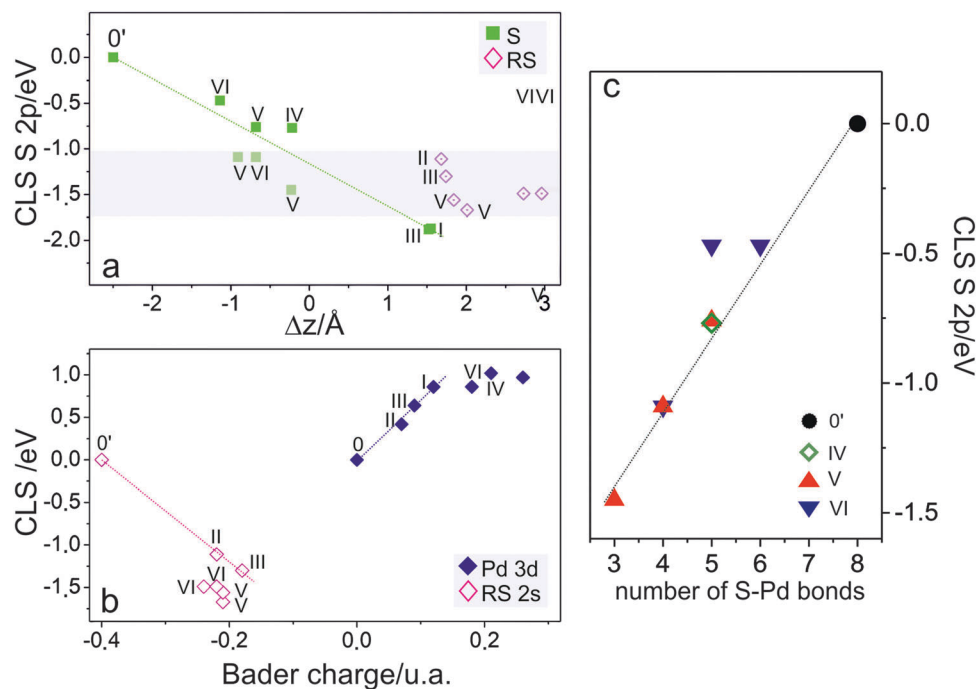 0'
S
RS
0.0
VI
V
IV
-0.5
VIVI
-1.0
V VI
II
III
-1.5
V
V
V
-2.0
III
I
a
CLS S 2p/eV
V
-2 -1 0 1 2 3
Δz/Å
1.0
VI
IV
I
III
II
0.5
0
0'
0.0
-0.5
II
-1.0
III
VI
VI
V
V
-1.5
b
Pd 3d
RS 2s
CLS /eV
-0.4 -0.2 0.0 0.2
Bader charge/u.a.
c
0.0
-0.5
-1.0
-1.5
CLS S 2p/eV
0'
IV
V
VI
3 4 5 6 7 8
number of S-Pd bonds